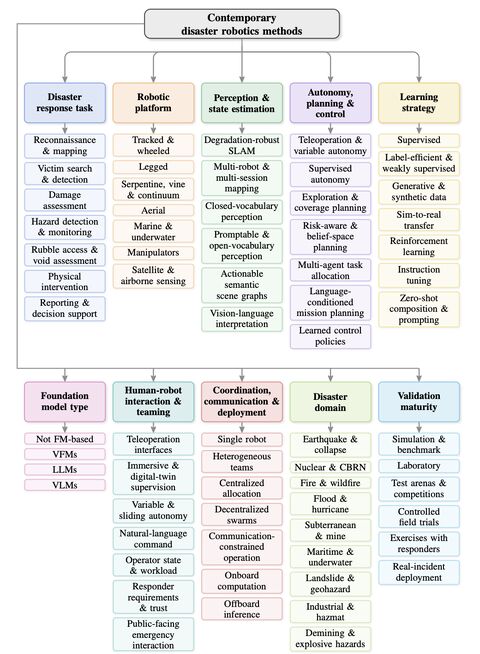 Contemporary
disaster robotics methods
Disaster
response task
Reconnaissance
& mapping
Victim search
& detection
Damage
assessment
Hazard detection
& monitoring
Rubble access &
void assessment
Physical
intervention
Reporting &
decision support
Robotic
platform
Tracked &
wheeled
Legged
Serpentine, vine
& continuum
Aerial
Marine &
underwater
Manipulators
Satellite &
airborne sensing
Perception &
state estimation
Degradation-robust
SLAM
Multi-robot &
multi-session
mapping
Closed-vocabulary
perception
Promptable &
open-vocabulary
perception
Actionable
semantic
scene graphs
Vision-language
interpretation
Autonomy,
planning &
control
Teleoperation &
variable autonomy
Supervised
autonomy
Exploration &
coverage planning
Risk-aware &
belief-space
planning
Multi-agent task
allocation
Language-
conditioned
mission planning
Learned control
policies
Learning
strategy
Supervised
Label-efficient &
weakly supervised
Generative &
synthetic data
Sim-to-real
transfer
Reinforcement
learning
Instruction
tuning
Zero-shot
composition &
prompting
Foundation
model type
Not FM-based
VFMs
LLMs
VLMs
Human-robot
interaction &
teaming
Teleoperation
interfaces
Immersive &
digital-twin
supervision
Variable &
sliding autonomy
Natural-language
command
Operator state
& workload
Responder
requirements
& trust
Public-facing
emergency
interaction
Coordination,
communication &
deployment
Single robot
Heterogeneous
teams
Centralized
allocation
Decentralized
swarms
Communication-
constrained
operation
Onboard
computation
Offboard
inference
Disaster
domain
Earthquake &
collapse
Nuclear & CBRN
Fire & wildfire
Flood &
hurricane
Subterranean
& mine
Maritime &
underwater
Landslide &
geohazard
Industrial &
hazmat
Demining &
explosive hazards
Validation
maturity
Simulation &
benchmark
Laboratory
Test arenas &
competitions
Controlled
field trials
Exercises with
responders
Real-incident
deployment